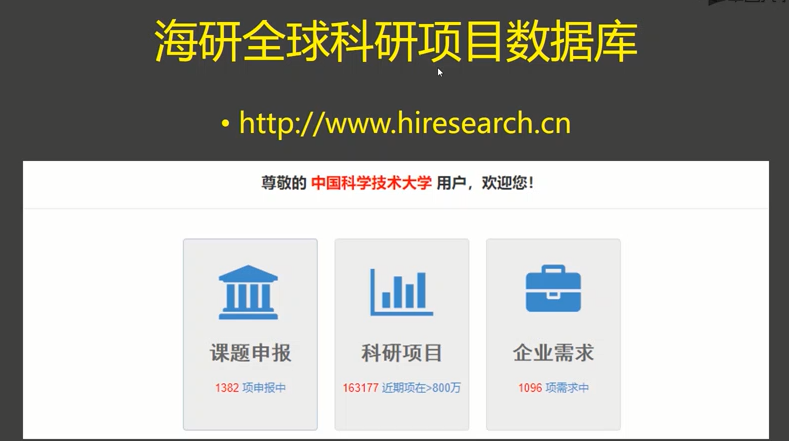 海研全球科研项目数据库
• http://www.hiresearch.cn
尊敬的 中国科学技术大学 用户，欢迎您！
课题申报
1382 项申报中
科研项目
163177 近期项在>800万
企业需求
1096 项需求中